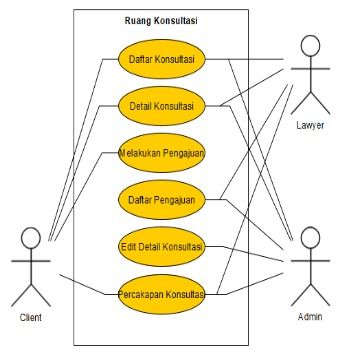 Ruang Konsultasi
Daftar Konsultasi
Detail Konsultasi
Lawyer
Melakukan Pengajuan
Daftar Pengajuan
Edit Detail Konsultasi
Percakapan Konsultasi
Client
Admin